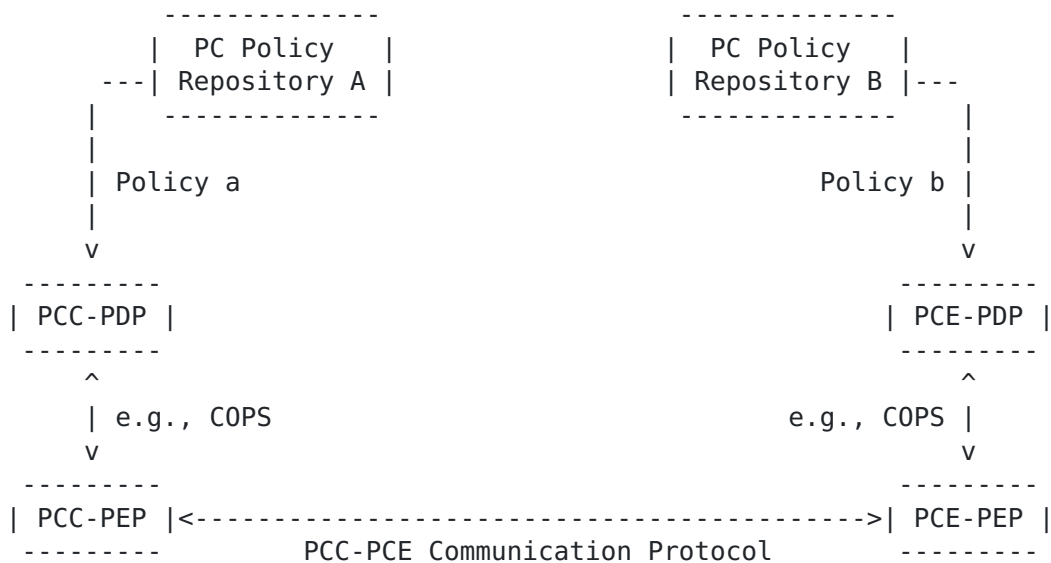 PC Policy PC Policy
Repository A Repository B
Policy a Policy b
PCC-PDP PCE-PDP
e.g., COPS e.g., COPS
PCC-PEP PCE-PEP
PCC-PCE Communication Protocol